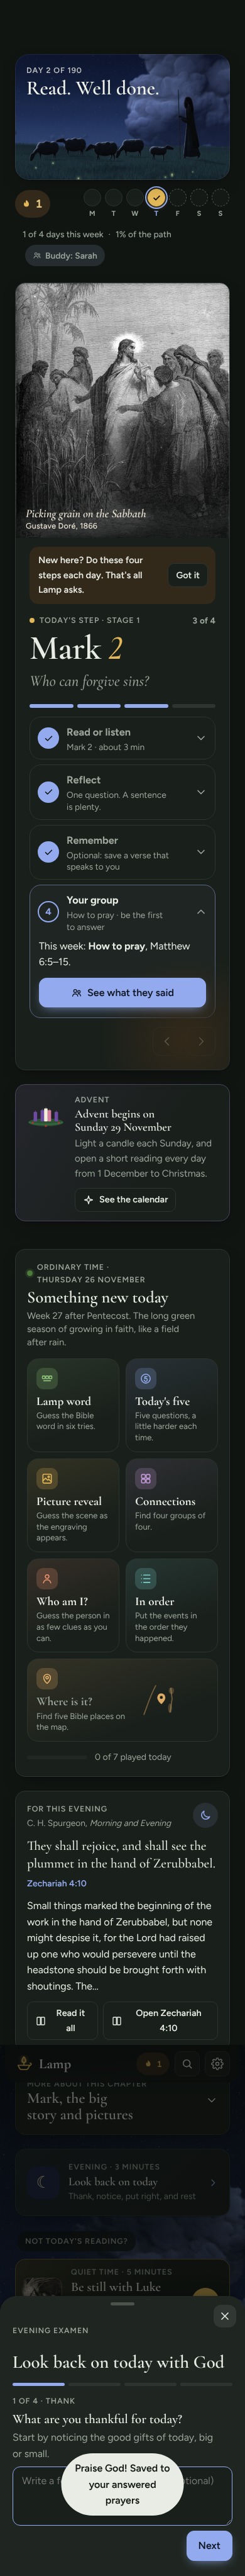 DAY 2 OF 190
Read. Well done.
1
M T W T F S S
1 of 4 days this week · 1% of the path
Buddy: Sarah
Picking grain on the Sabbath
Gustave Doré, 1866
New here? Do these four
steps each day. That's all
Lamp asks.
Got it
TODAY'S STEP · STAGE 1
3 of 4
Mark 2
Who can forgive sins?
Read or listen
Mark 2 · about 3 min
Reflect
One question. A sentence
is plenty.
Remember
Optional: save a verse that
speaks to you
4
Your group
How to pray · be the first
to answer
This week: How to pray, Matthew
6:5–15.
See what they said
ADVENT
Advent begins on
Sunday 29 November
Light a candle each Sunday, and
open a short reading every day
from 1 December to Christmas.
See the calendar
ORDINARY TIME ·
THURSDAY 26 NOVEMBER
Something new today
Week 27 after Pentecost. The long green
season of growing in faith, like a field
after rain.
Lamp word
Guess the Bible
word in six tries.
Today's five
Five questions, a
little harder each
time.
Picture reveal
Guess the scene as
the engraving
appears.
Connections
Find four groups of
four.
Who am I?
Guess the person in
as few clues as you
can.
In order
Put the events in
the order they
happened.
Where is it?
Find five Bible places on
the map.
0 of 7 played today
FOR THIS EVENING
C. H. Spurgeon, Morning and Evening
They shall rejoice, and shall see the
plummet in the hand of Zerubbabel.
Zechariah 4:10
Small things marked the beginning of the
work in the hand of Zerubbabel, but none
might despise it, for the Lord had raised
up one who would persevere until the
headstone should be brought forth with
shoutings. The…
Read it
all
Open Zechariah
4:10
Lamp
1
MORE ABOUT THIS CHAPTER
Mark, the big
story and pictures
EVENING · 3 MINUTES
Look back on today
Thank, notice, put right, and rest
NOT TODAY'S READING?
QUIET TIME · 5 MINUTES
Be still with Luke
EVENING EXAMEN
Look back on today with God
1 OF 4 · THANK
What are you thankful for today?
Start by noticing the good gifts of today, big
or small.
Write a
Praise God! Saved to
your answered
prayers
Next